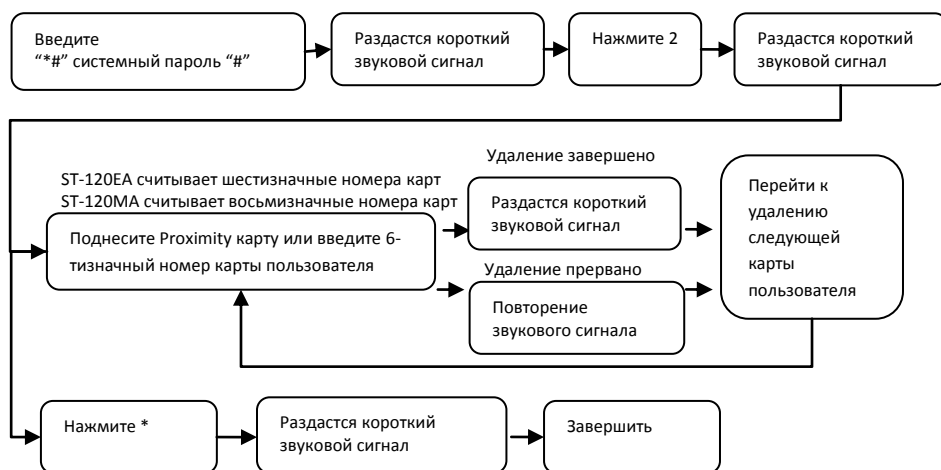 Введите
“*#” системный пароль “#”
Раздастся короткий
звуковой сигнал
Нажмите 2
Раздастся короткий
звуковой сигнал
ST-120EA считывает шестизначные номера карт
ST-120MA считывает восьмизначные номера карт
Поднесите Proximity карту или введите 6-
тизначный номер карты пользователя
Удаление завершено
Раздастся короткий
звуковой сигнал
Удаление прервано
Повторение
звукового сигнала
Перейти к
удалению
следующей
карты
пользователя
Нажмите *
Раздастся короткий
звуковой сигнал
Завершить